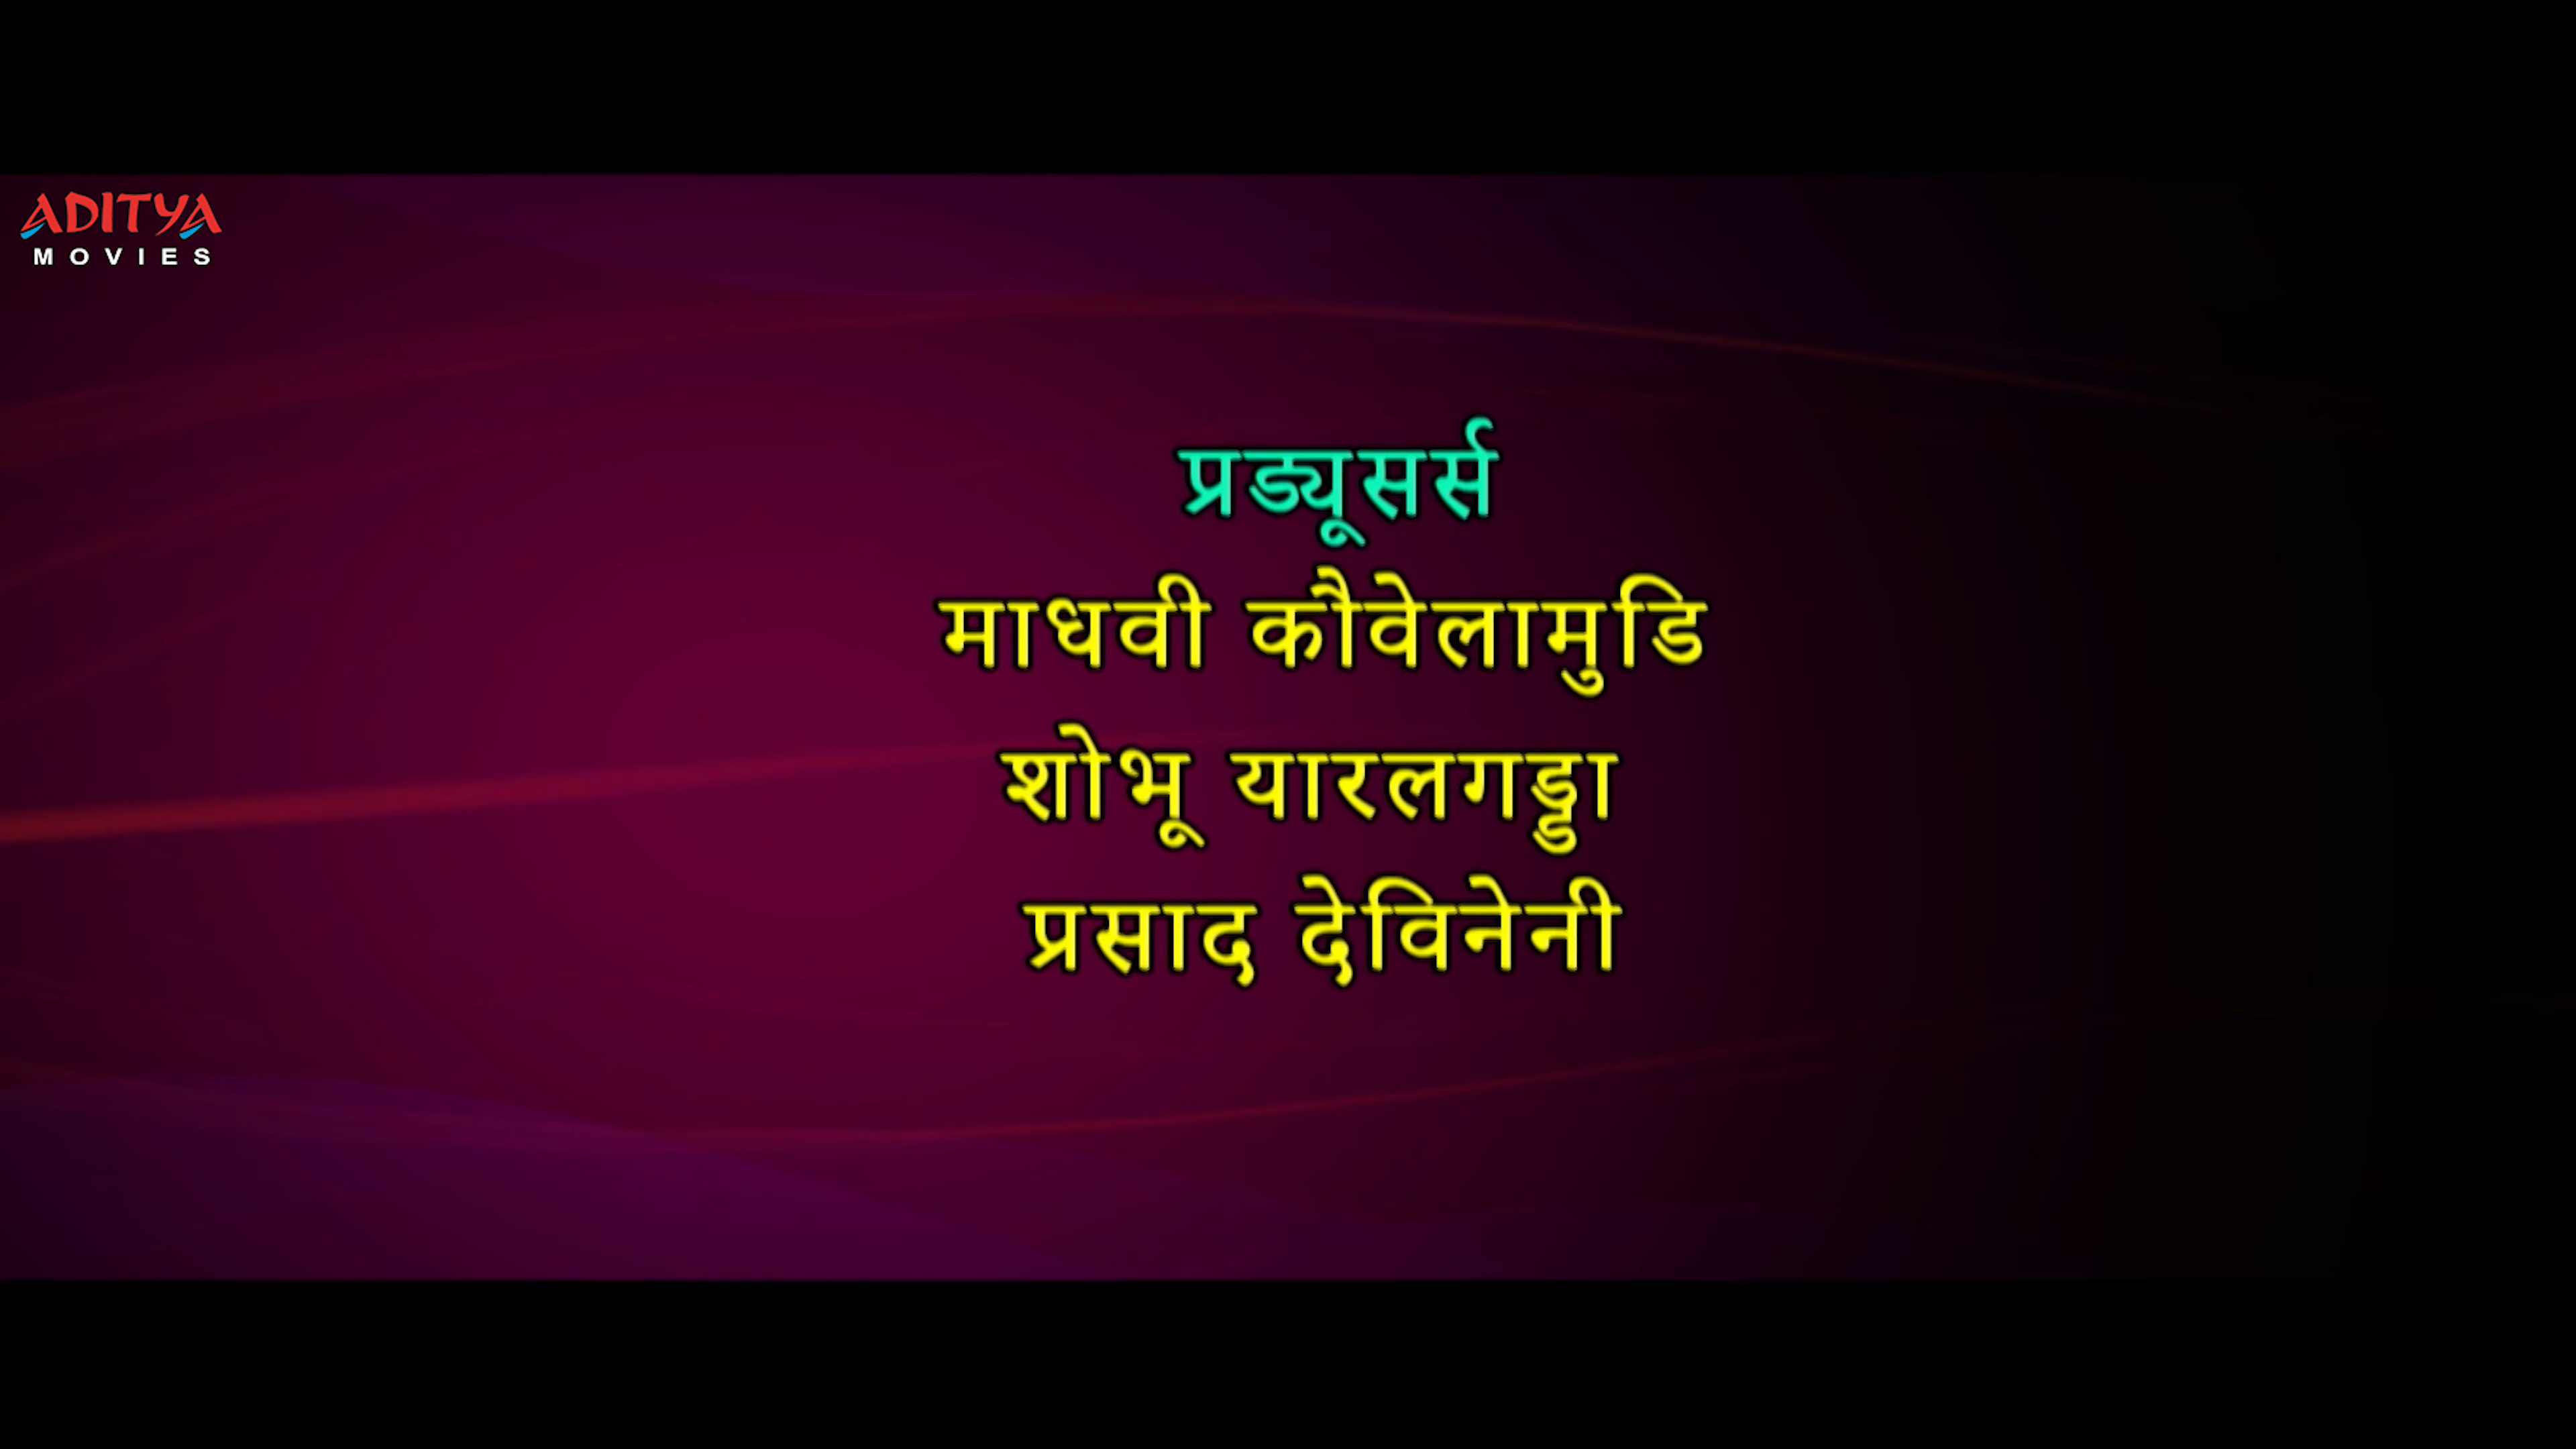 ADITYA
MOVIES
प्रड्यूसर्स
माधवी कौवेलामुडि
शोभू यारलगड्डा
प्रसाद देविनेनी